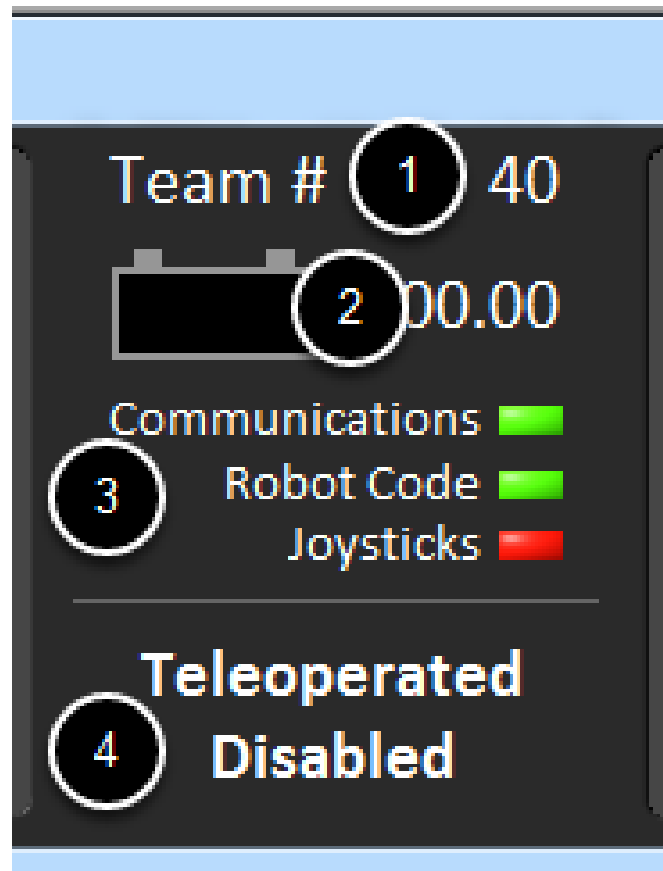 Team # 1 40
2 00.00
Communications
3 Robot Code
Joysticks
Teleoperated
4 Disabled